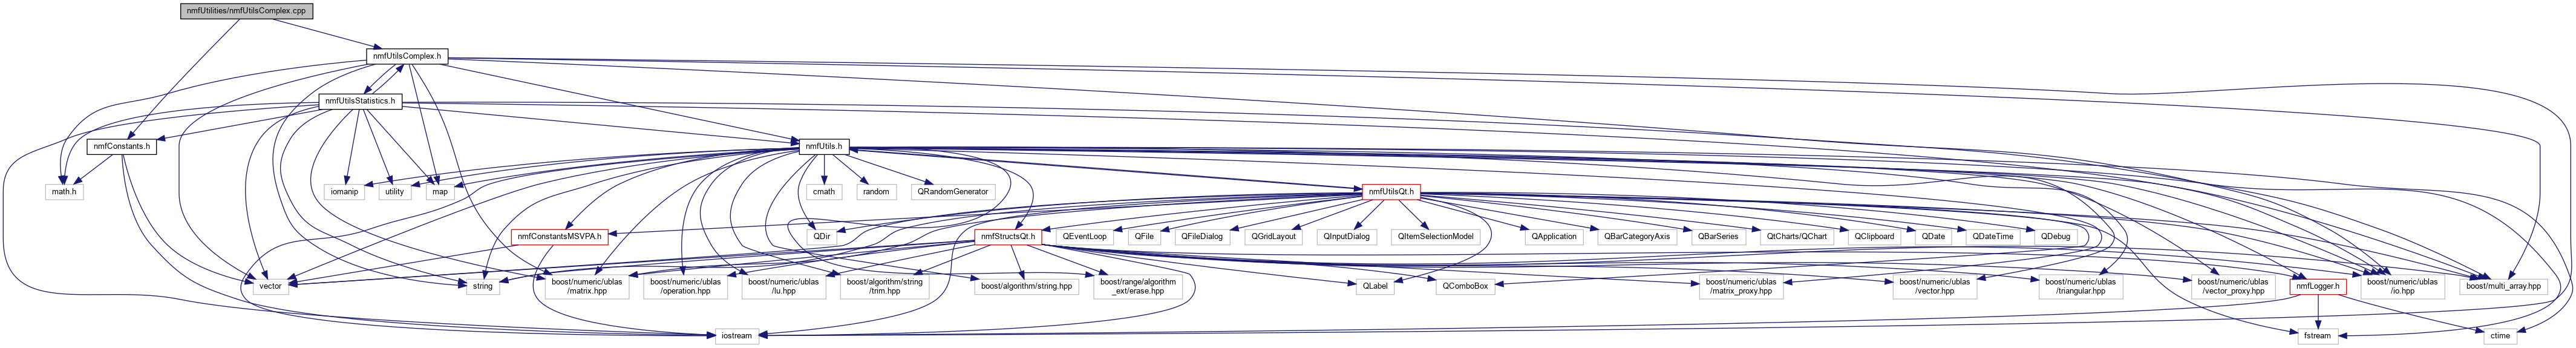 nmfUtilities/nmfUtilsComplex.cpp
nmfUtilsComplex.h
nmfUtilsStatistics.h
nmfConstants.h
nmfUtils.h
math.h
iomanip
utility
map
cmath
random
QRandomGenerator
nmfUtilsQt.h
nmfConstantsMSVPA.h
QDir
nmfStructsQt.h
QEventLoop
QFile
QFileDialog
QGridLayout
QInputDialog
QItemSelectionModel
QApplication
QBarCategoryAxis
QBarSeries
QtCharts/QChart
QClipboard
QDate
QDateTime
QDebug
vector
string
boost/numeric/ublas
/matrix.hpp
boost/numeric/ublas
/operation.hpp
boost/numeric/ublas
/lu.hpp
boost/algorithm/string
/trim.hpp
boost/algorithm/string.hpp
boost/range/algorithm
_ext/erase.hpp
QLabel
QComboBox
boost/numeric/ublas
/matrix_proxy.hpp
boost/numeric/ublas
/vector.hpp
boost/numeric/ublas
/triangular.hpp
boost/numeric/ublas
/vector_proxy.hpp
nmfLogger.h
boost/numeric/ublas
/io.hpp
boost/multi_array.hpp
iostream
fstream
ctime